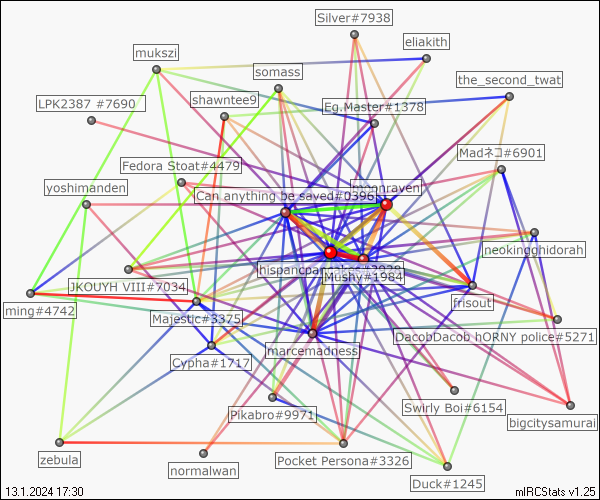 Silver#7938
eliakith
mukszi
somass
the_second_twat
LPK2387 #7690
shawntee9
Eg.Master#1378
Madネコ#6901
Fedora Stoat#4479
yoshimanden
Can anything be saved#0396
moonraven
neokingghidorah
JKOUYH VIII#7034
Mushy#1984
ming#4742
Majestic#3375
frisout
DacobDacob hORNY police#5271
marcemadness
Cypha#1717
Pikabro#9971
Swirly Boi#6154
bigcitysamurai
zebula
normalwan
Pocket Persona#3326
Duck#1245
13.1.2024 17:30
mIRCStats v1.25